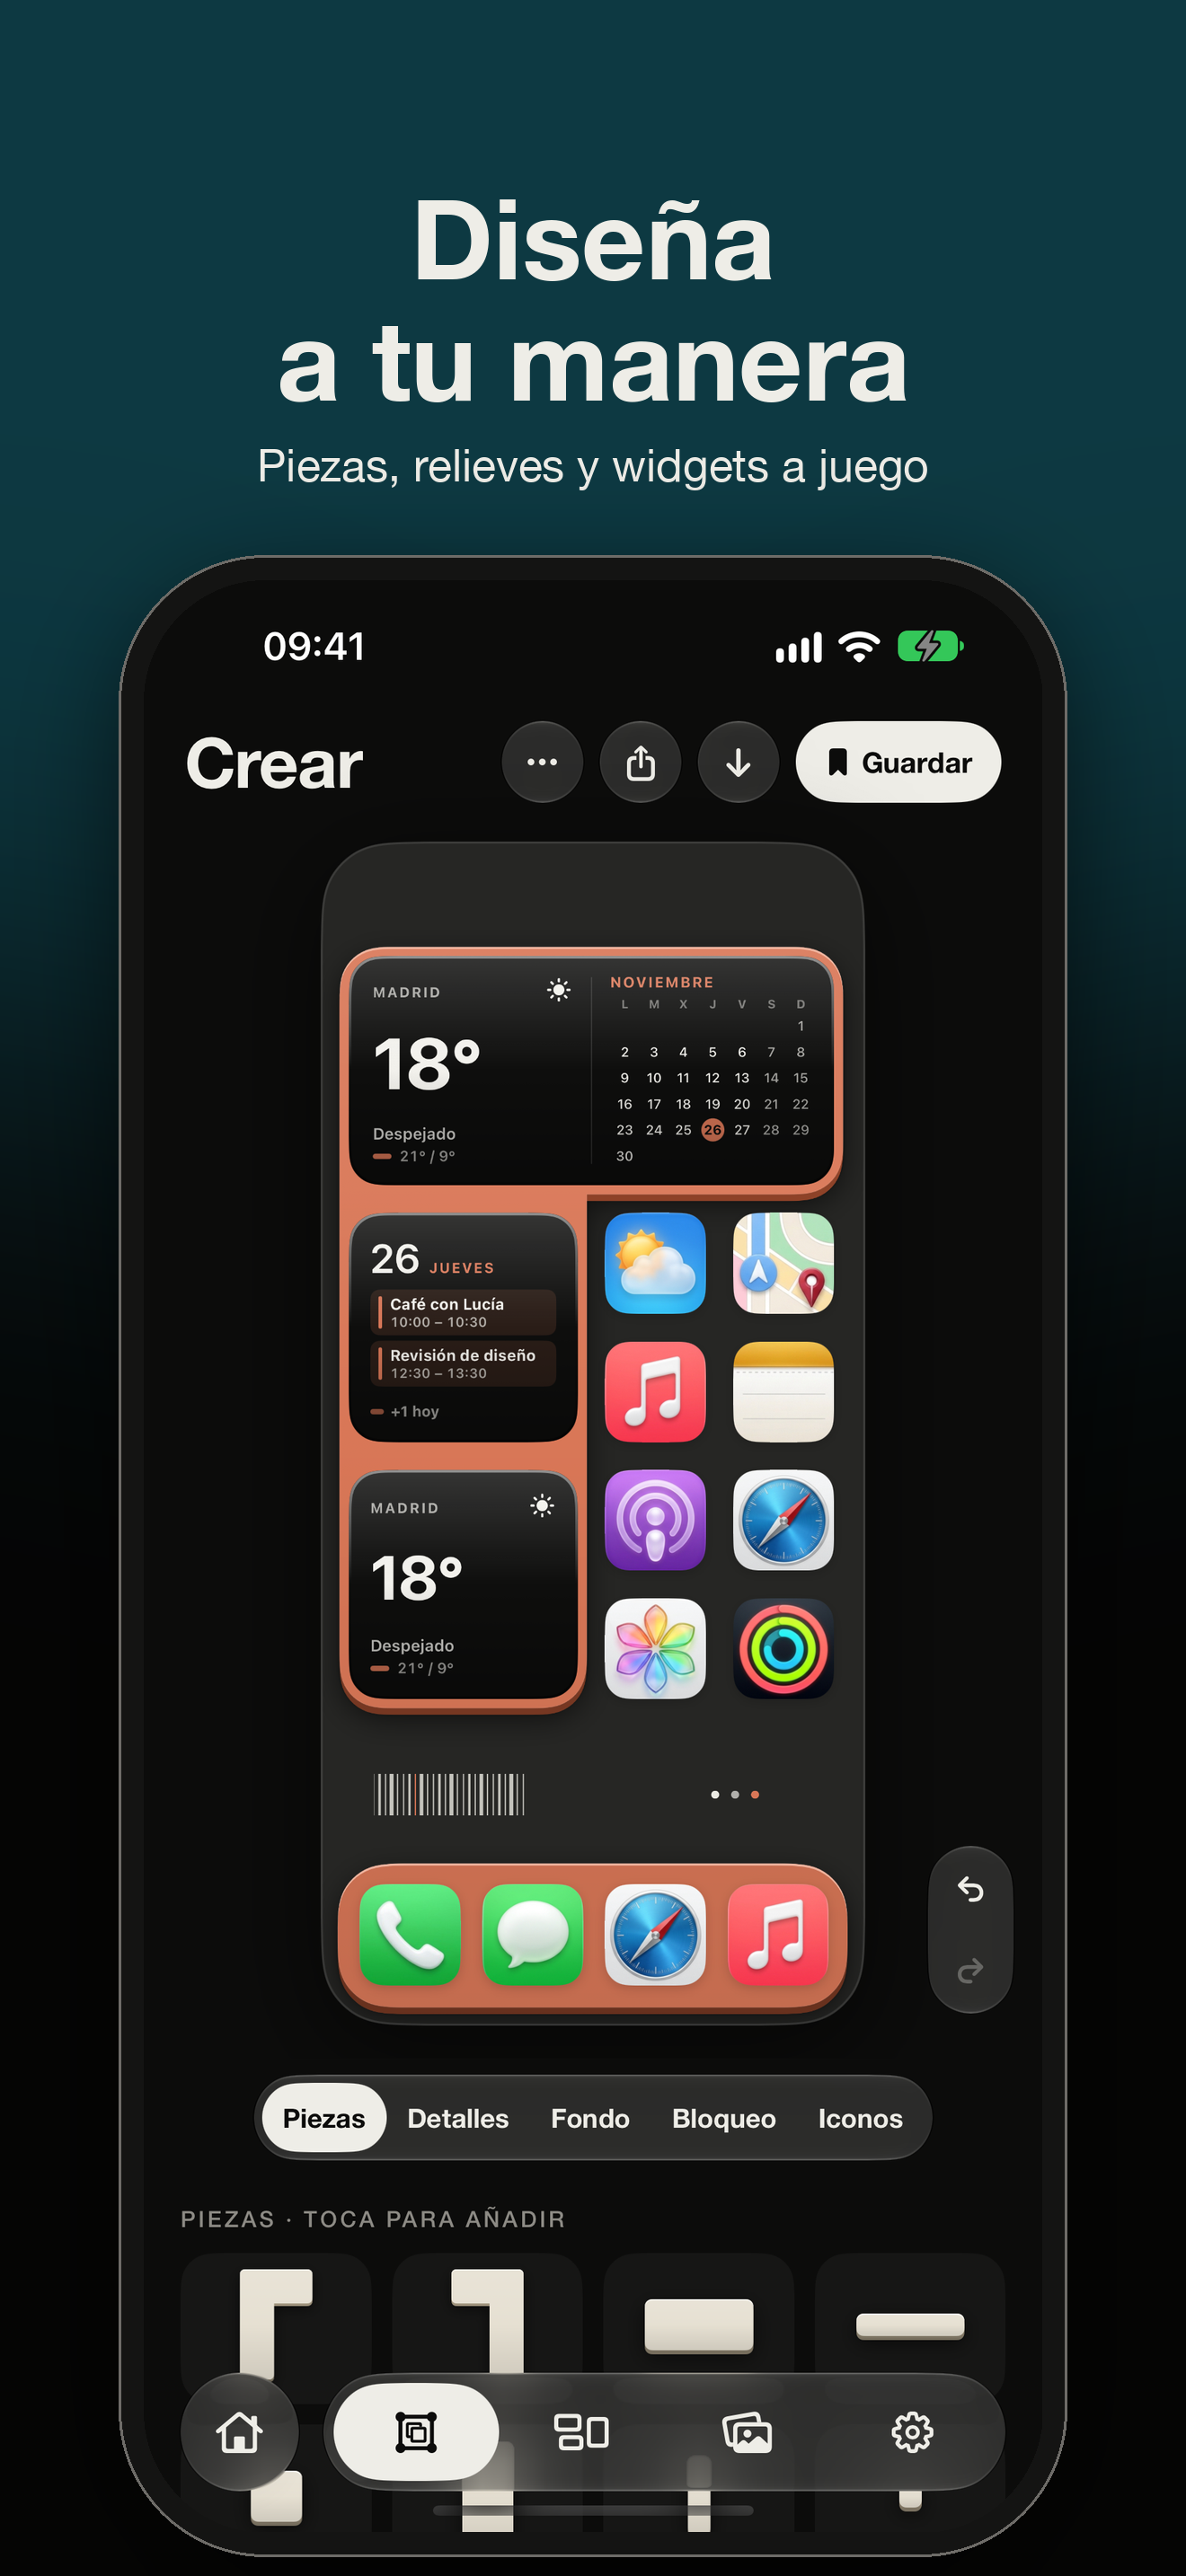 Diseña
a tu manera
Piezas, relieves y widgets a juego
09:41
Crear
Guardar
MADRID
18°
Despejado
21° / 9°
NOVIEMBRE
L M X J V S D
1
2 3 4 5 6 7 8
9 10 11 12 13 14 15
16 17 18 19 20 21 22
23 24 25 26 27 28 29
30
26 JUEVES
Café con Lucía
10:00 – 10:30
Revisión de diseño
12:30 – 13:30
+1 hoy
MADRID
18°
Despejado
21° / 9°
Piezas Detalles Fondo Bloqueo Iconos
PIEZAS · TOCA PARA AÑADIR